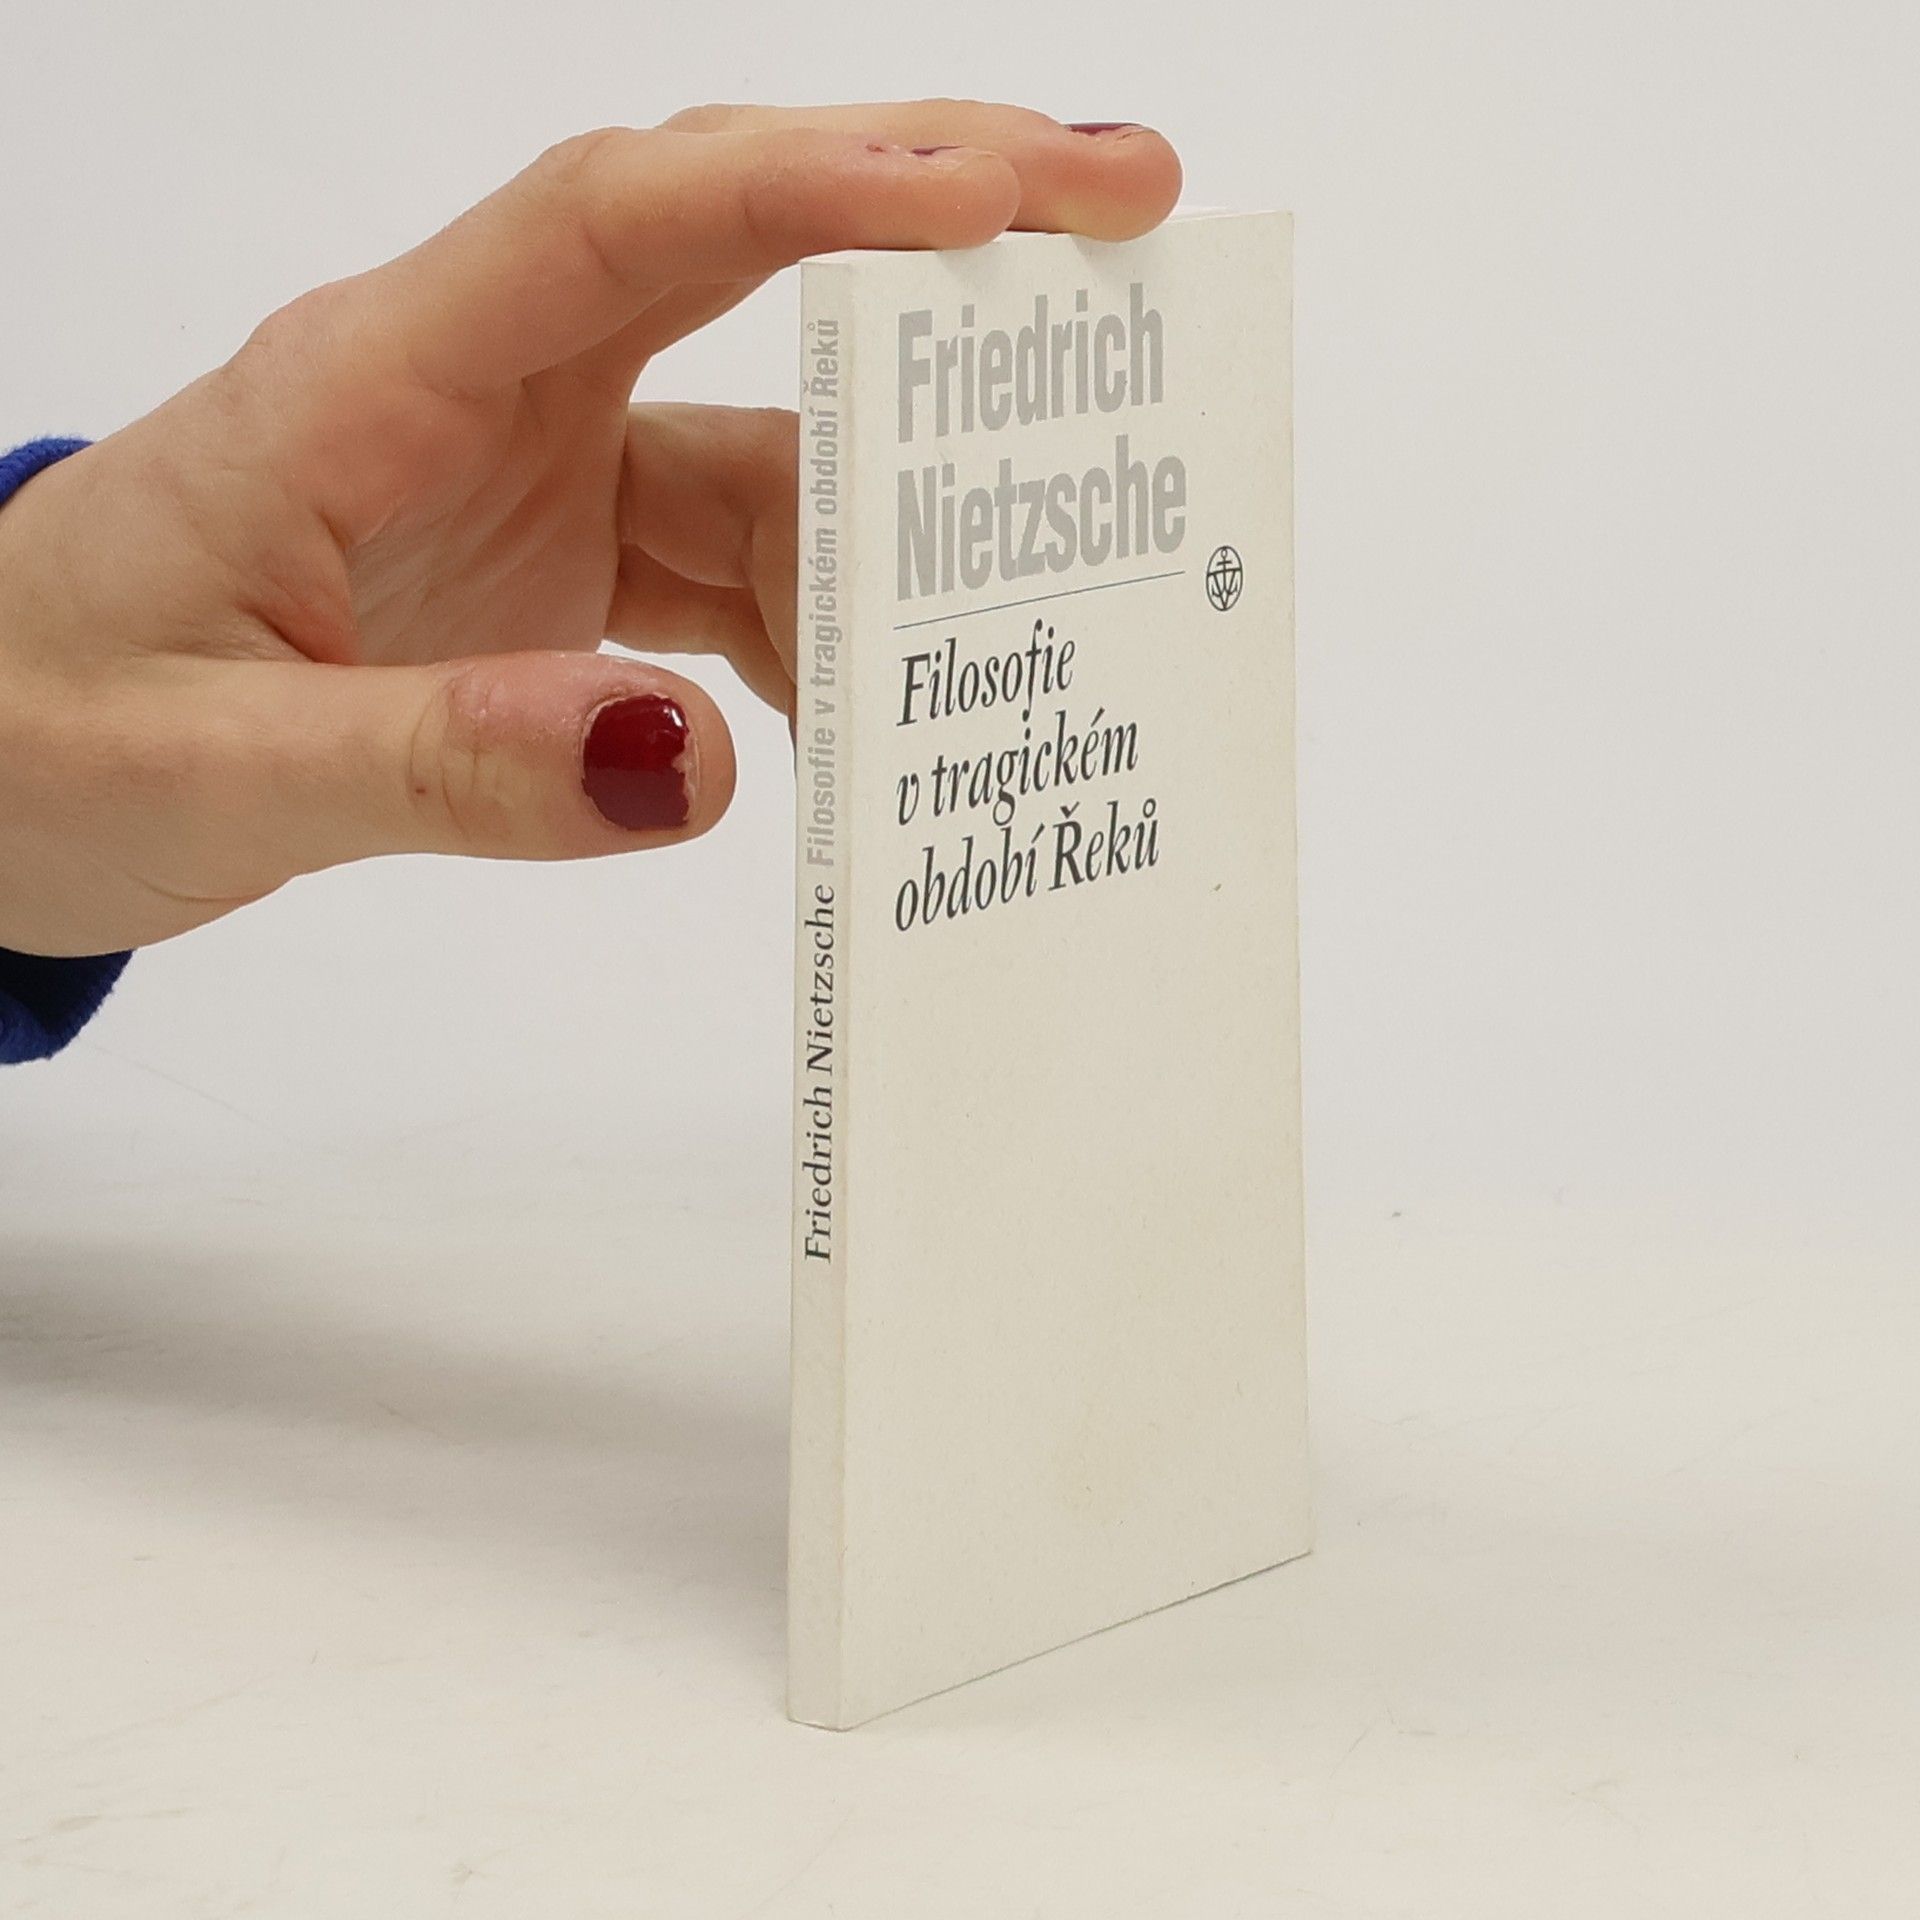 Friedrich
Nietzsche
Filosofie
v tragickém
období Řeků
Friedrich Nietzsche Filosofie v tragickém období Řeků